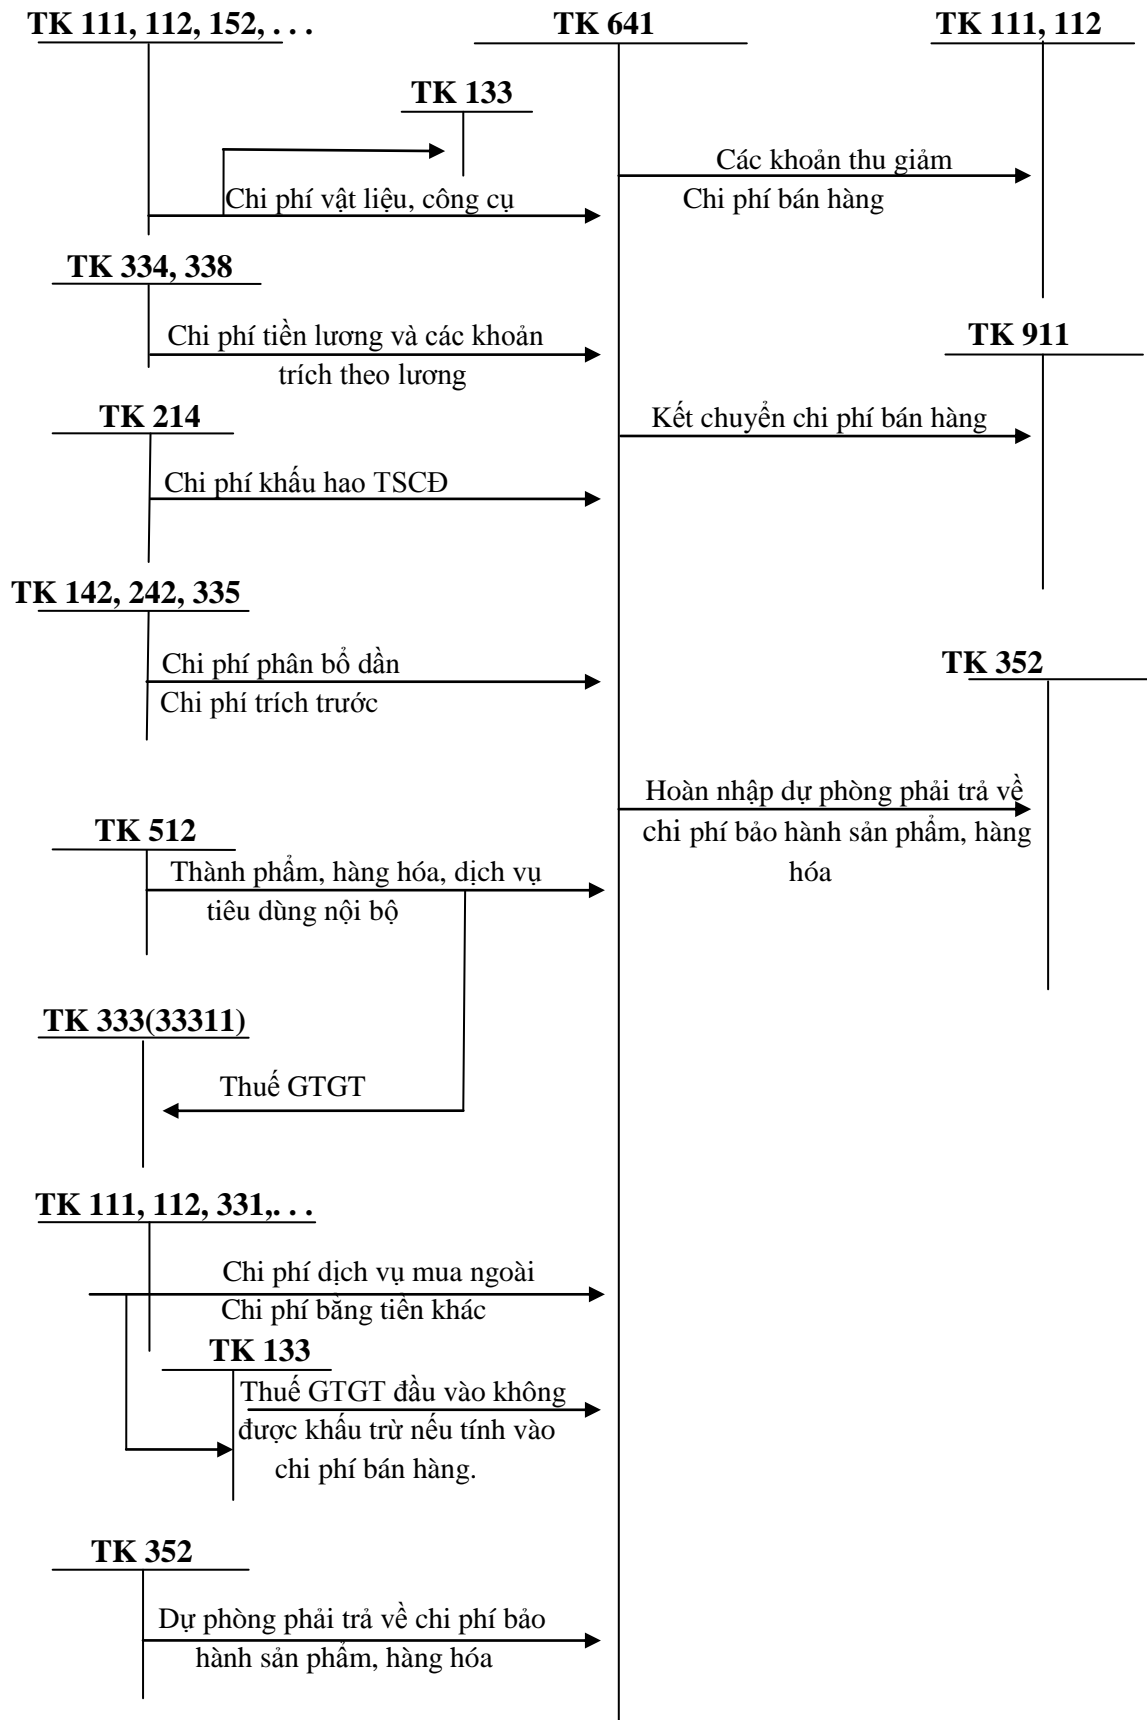 TK 111, 112, 152, . . .
TK 641
TK 111, 112
TK 133
Các khoản thu giảm
Chi phí bán hàng
Chi phí vật liệu, công cụ
TK 334, 338
Chi phí tiền lương và các khoản
trích theo lương
TK 911
TK 214
Kết chuyển chi phí bán hàng
Chi phí khấu hao TSCĐ
TK 142, 242, 335
Chi phí phân bổ dần
Chi phí trích trước
TK 352
Hoàn nhập dự phòng phải trả về
chi phí bảo hành sản phẩm, hàng
hóa
TK 512
Thành phẩm, hàng hóa, dịch vụ
tiêu dùng nội bộ
TK 333(33311)
Thuế GTGT
TK 111, 112, 331,. . .
Chi phí dịch vụ mua ngoài
Chi phí bằng tiền khác
TK 133
Thuế GTGT đầu vào không
được khấu trừ nếu tính vào
chi phí bán hàng.
TK 352
Dự phòng phải trả về chi phí bảo
hành sản phẩm, hàng hóa